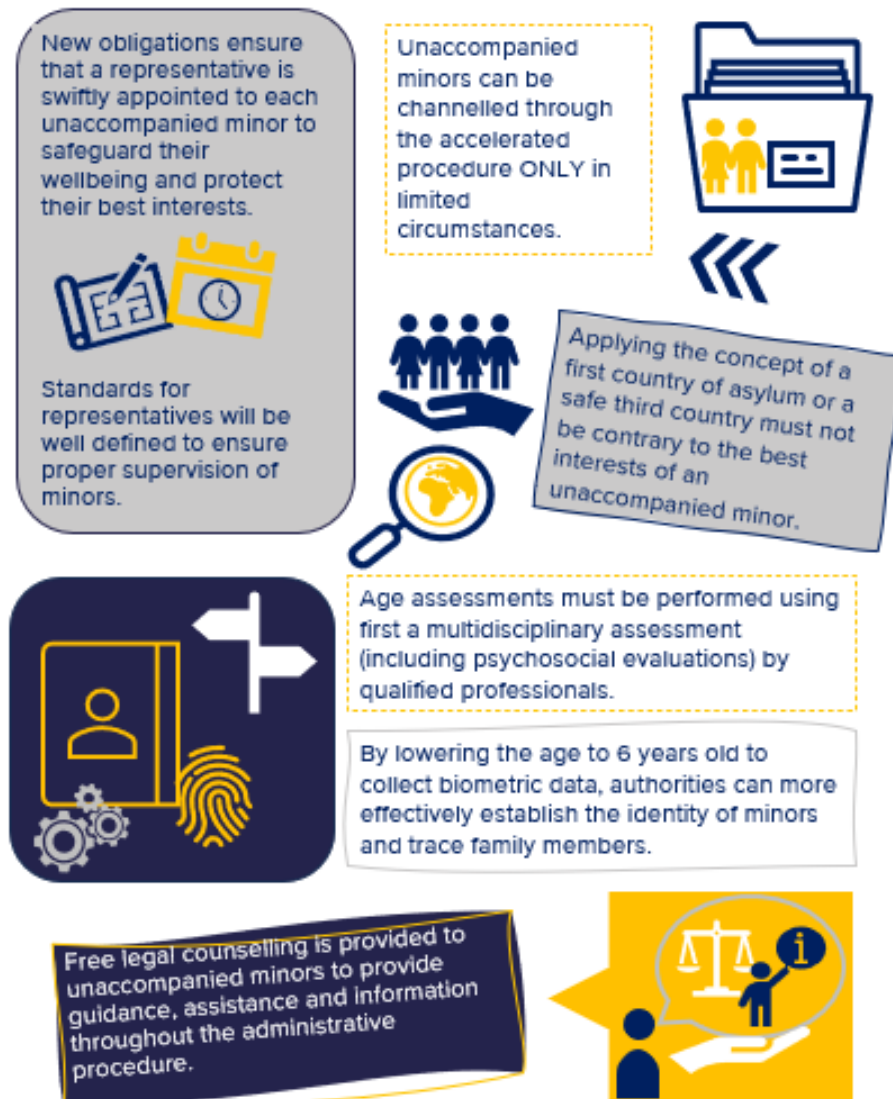 New obligations ensure
that a representative is
swiftly appointed to each
unaccompanied minor to
safeguard their
wellbeing and protect
their best interests.
Standards for
representatives will be
well defined to ensure
proper supervision of
minors.
Unaccompanied
minors can be
channelled through
the accelerated
procedure ONLY in
limited
circumstances.
Applying the concept of a
first country of asylum or a
safe third country must not
be contrary to the best
interests of an
unaccompanied minor.
Age assessments must be performed using
first a multidisciplinary assessment
(including psychosocial evaluations) by
qualified professionals.
By lowering the age to 6 years old to
collect biometric data, authorities can more
effectively establish the identity of minors
and trace family members.
Free legal counselling is provided to
unaccompanied minors to provide
guidance, assistance and information
throughout the administrative
procedure.
i